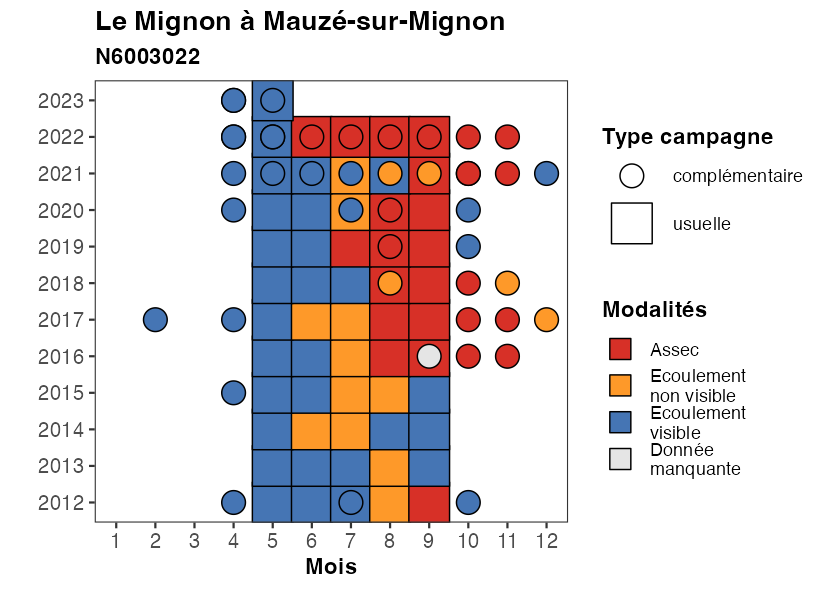 Le Mignon à Mauzé-sur-Mignon
N6003022
2023
2022
2021
2020
2019
2018
2017
2016
2015
2014
2013
2012
1 2 3 4 5 6 7 8 9 10 11 12
Mois
Type campagne
complémentaire
usuelle
Modalités
Assec
Ecoulement
non visible
Ecoulement
visible
Donnée
manquante